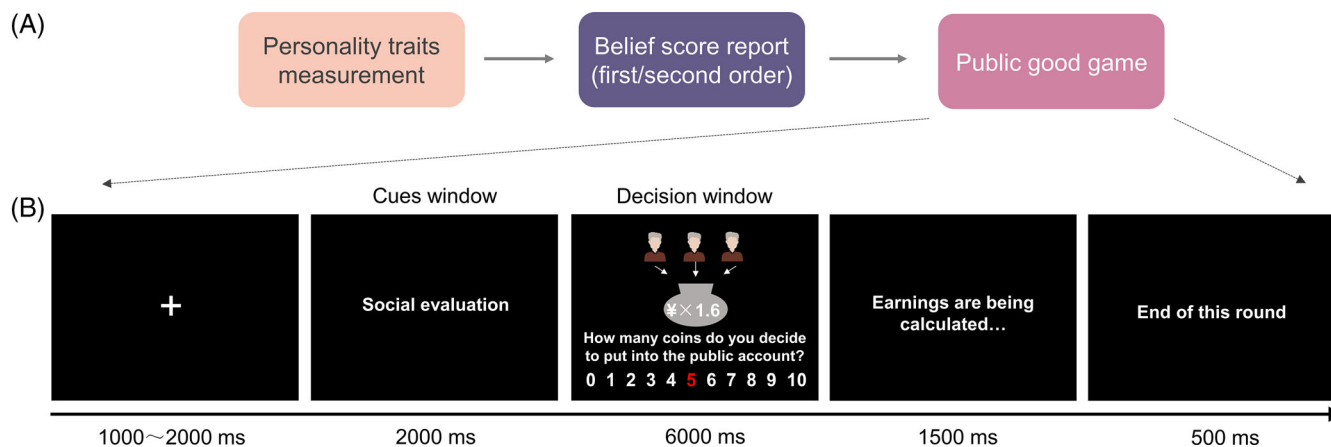 (A)
Personality traits
measurement
Belief score report
(first/second order)
Public good game
(B)
Cues window
Decision window
+
Social evaluation
¥×1.6
How many coins do you decide
to put into the public account?
0 1 2 3 4 5 6 7 8 9 10
Earnings are being
calculated...
End of this round
1000～2000 ms
2000 ms
6000 ms
1500 ms
500 ms